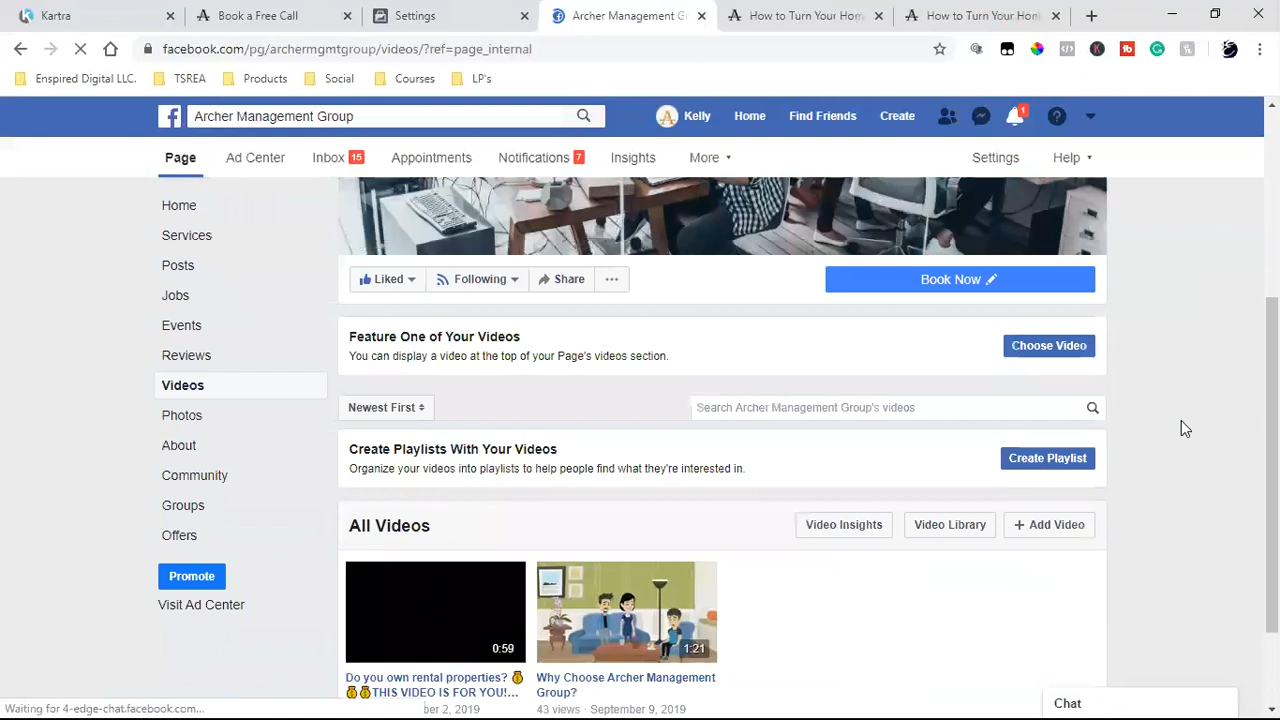 Kartra
Book a Free Call
Settings
Archer Management G
How to Turn Your Hom
How to Turn Your Hom
facebook.com/pg/archermgmtgroup/videos/?ref=page_internal
Enspired Digital LLC.
TSREA
Products
Social
Courses
LP's
Archer Management Group
Kelly
Home
Find Friends
Create
1
Page
Ad Center
Inbox 15
Appointments
Notifications 7
Insights
More
Settings
Help
Home
Services
Posts
Jobs
Events
Reviews
Videos
Photos
About
Community
Groups
Offers
Promote
Visit Ad Center
Liked
Following
Share
Book Now
Feature One of Your Videos
You can display a video at the top of your Page's videos section.
Choose Video
Newest First
Search Archer Management Group's videos
Create Playlists With Your Videos
Organize your videos into playlists to help people find what they're interested in.
Create Playlist
All Videos
Video Insights
Video Library
+ Add Video
0:59
1:21
Do you own rental properties?
THIS VIDEO IS FOR YOU!...
ber 2, 2019
Why Choose Archer Management
Group?
43 views · September 9, 2019
Waiting for 4-edge-chat.facebook.com...
Chat